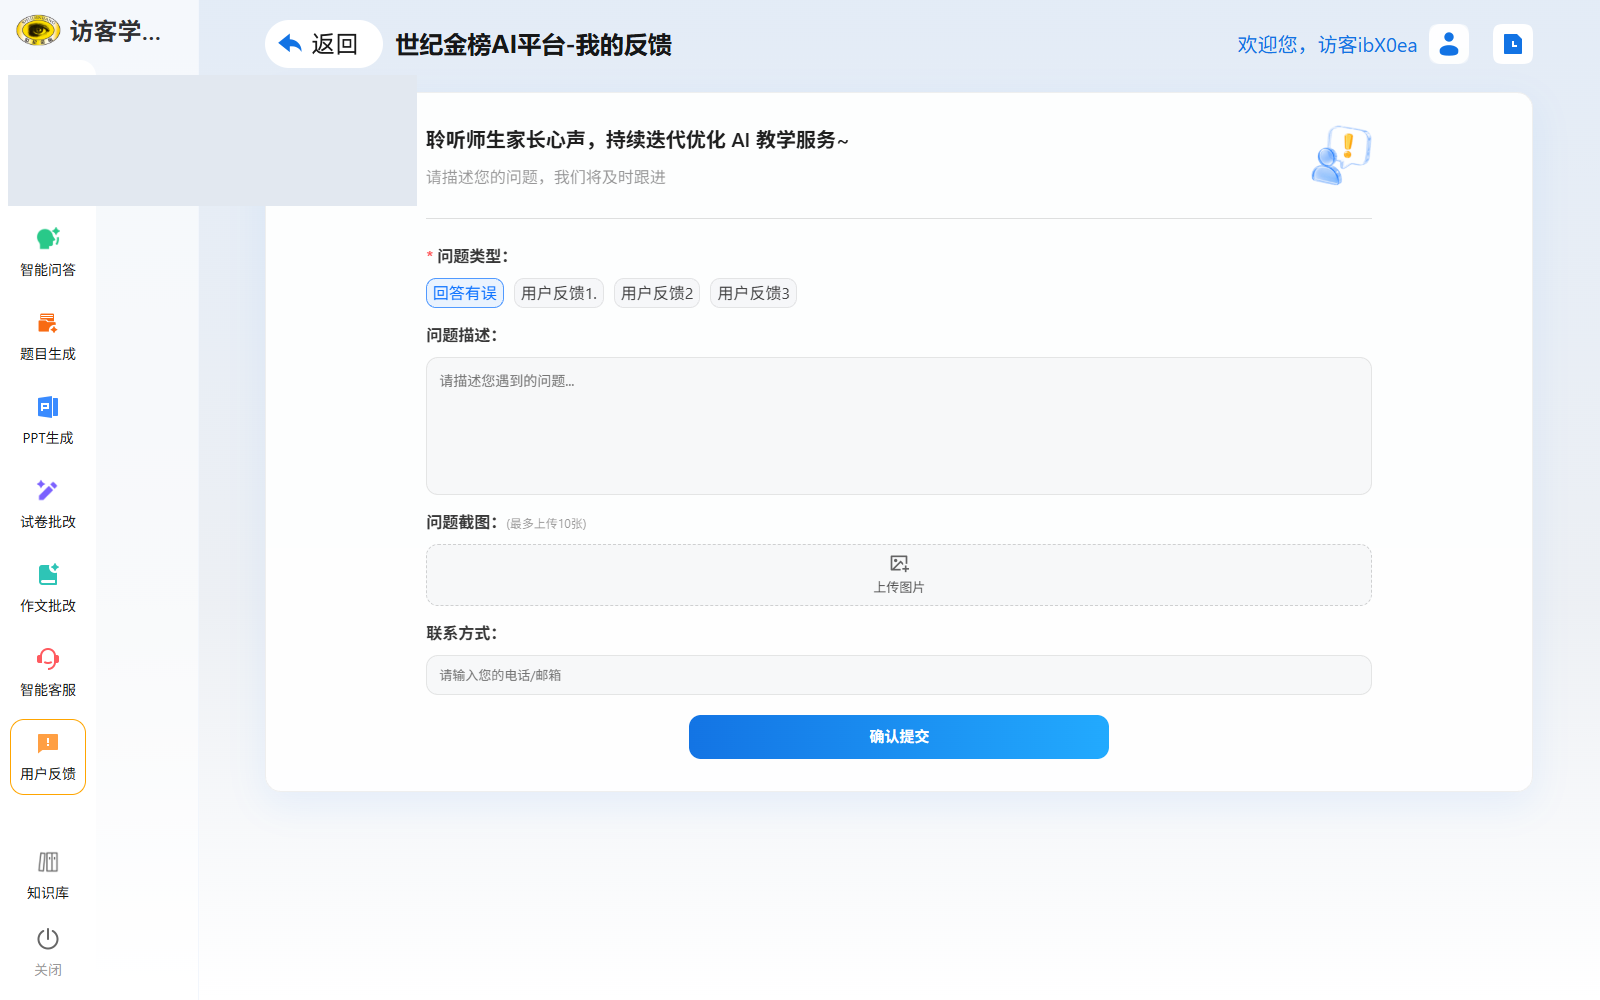 访客学...
返回
世纪金榜AI平台-我的反馈
欢迎您，访客ibX0ea
聆听师生家长心声，持续迭代优化 AI 教学服务~
请描述您的问题，我们将及时跟进
* 问题类型：
回答有误
用户反馈1.
用户反馈2
用户反馈3
问题描述：
请描述您遇到的问题...
问题截图：(最多上传10张)
上传图片
联系方式：
请输入您的电话/邮箱
确认提交
智能问答
题目生成
PPT生成
试卷批改
作文批改
智能客服
用户反馈
知识库
关闭